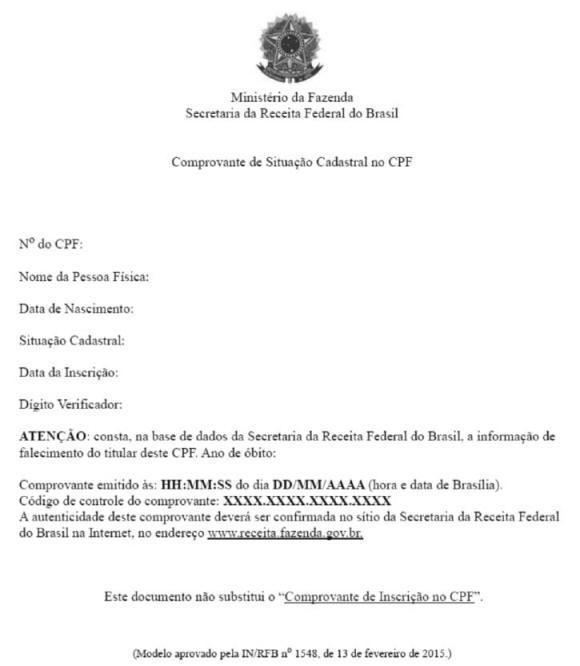 Ministério da Fazenda
Secretaria da Receita Federal do Brasil
Comprovante de Situação Cadastral no CPF
Nº do CPF:
Nome da Pessoa Física:
Data de Nascimento:
Situação Cadastral:
Data da Inscrição:
Dígito Verificador:
ATENÇÃO: consta, na base de dados da Secretaria da Receita Federal do Brasil, a informação de
falecimento do titular deste CPF. Ano de óbito:
Comprovante emitido às: HH:MM:SS do dia DD/MM/AAAA (hora e data de Brasília).
Código de controle do comprovante: XXXX.XXXX.XXXX.XXXX
A autenticidade deste comprovante deverá ser confirmada no sítio da Secretaria da Receita Federal
do Brasil na Internet, no endereço www.receita.fazenda.gov.br.
Este documento não substitui o “Comprovante de Inscrição no CPF”.
(Modelo aprovado pela IN/RFB nº 1548, de 13 de fevereiro de 2015.)